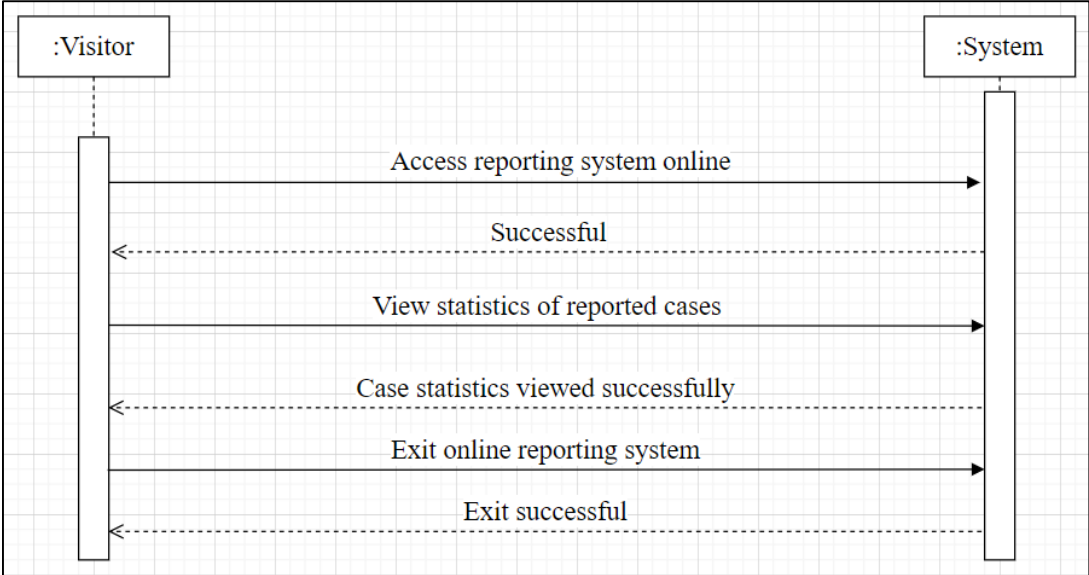 :Visitor
:System
Access reporting system online
Successful
View statistics of reported cases
Case statistics viewed successfully
Exit online reporting system
Exit successful